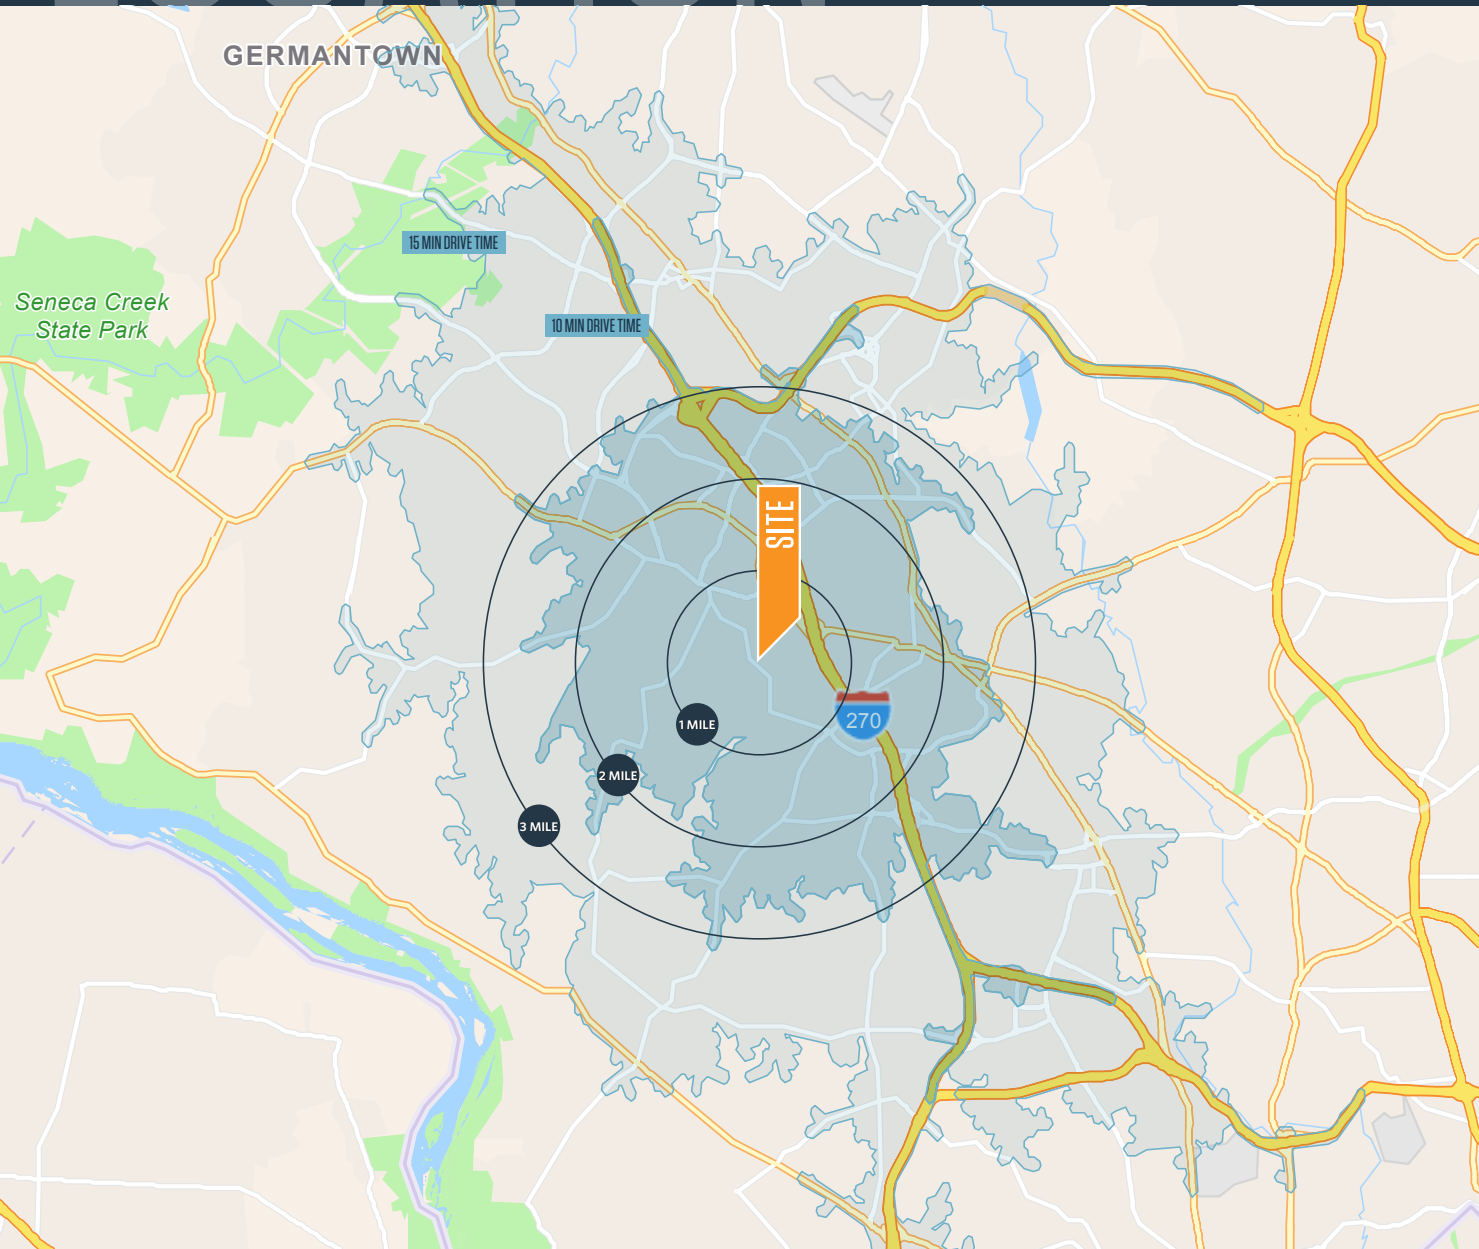 GERMANTOWN
15 MIN DRIVE TIME
Seneca Creek
State Park
10 MIN DRIVE TIME
SITE
270
1 MILE
2 MILE
3 MILE